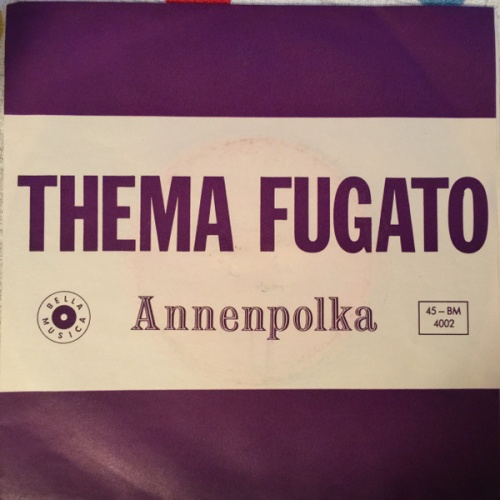 THEMA FUGATO
BELLA MUSICA
Annenpolka
45 – BM
4002